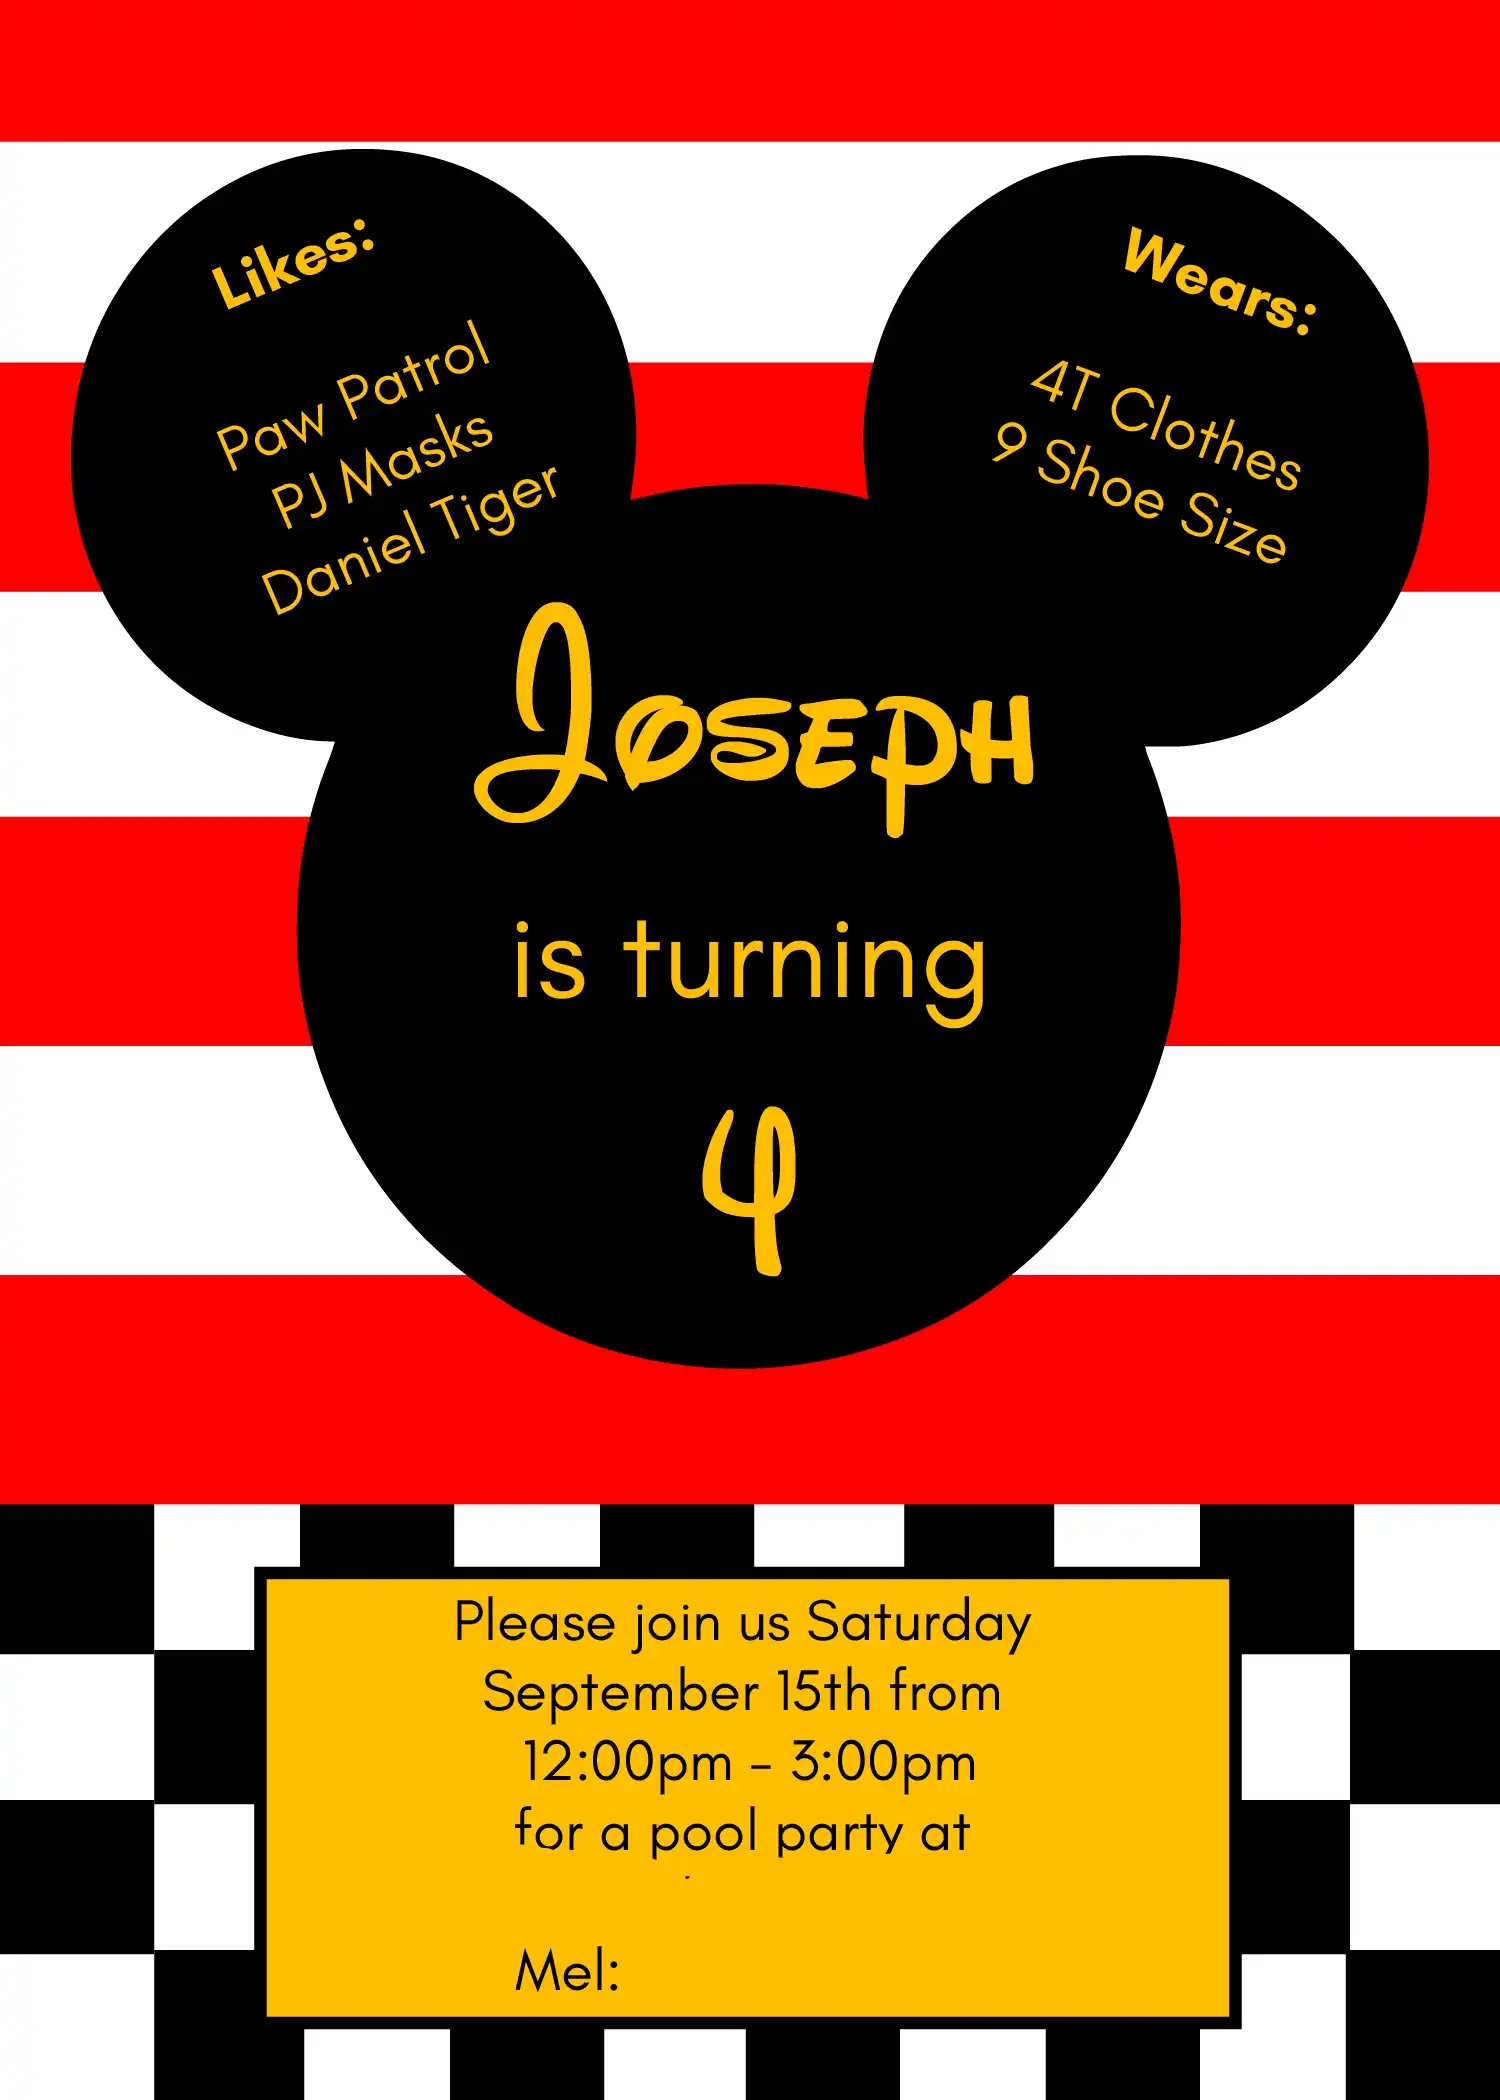 Likes:
Paw Patrol
PJ Masks
Daniel Tiger
Wears:
4T Clothes
9 Shoe Size
Joseph
is turning
4
Please join us Saturday
September 15th from
12:00pm - 3:00pm
for a pool party at
Mel: